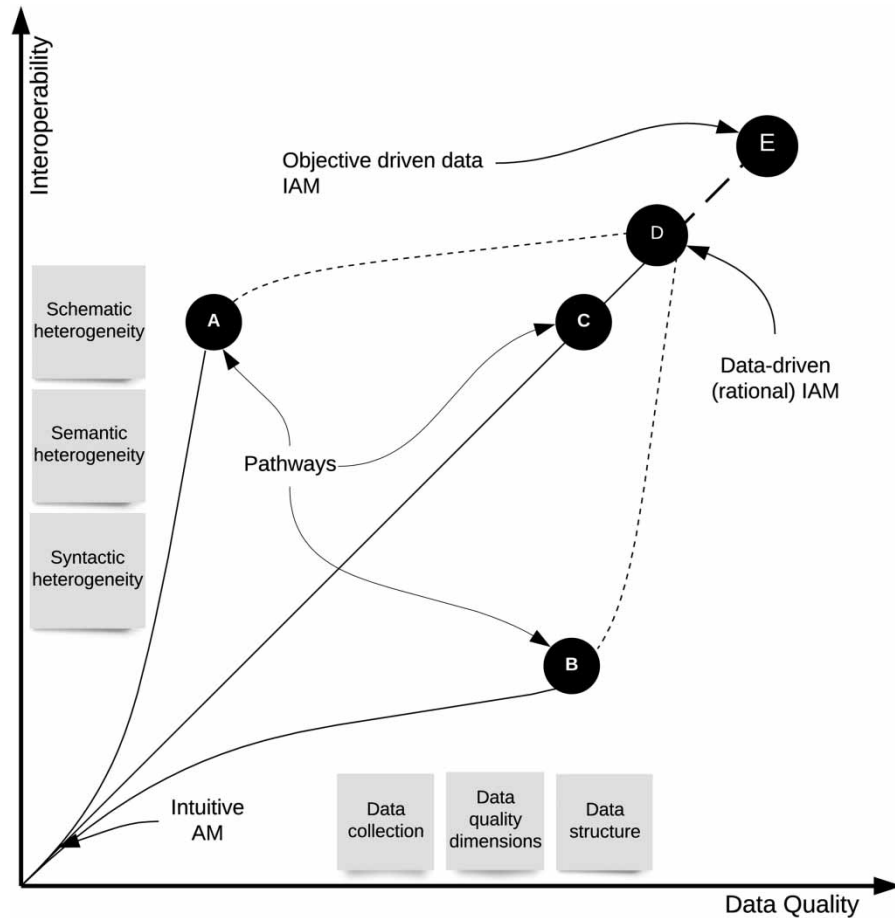 Interoperability
E
Objective driven data
IAM
D
Schematic
heterogeneity
A
C
Data-driven
(rational) IAM
Semantic
heterogeneity
Pathways
Syntactic
heterogeneity
B
Intuitive
AM
Data
collection
Data
quality
dimensions
Data
structure
Data Quality